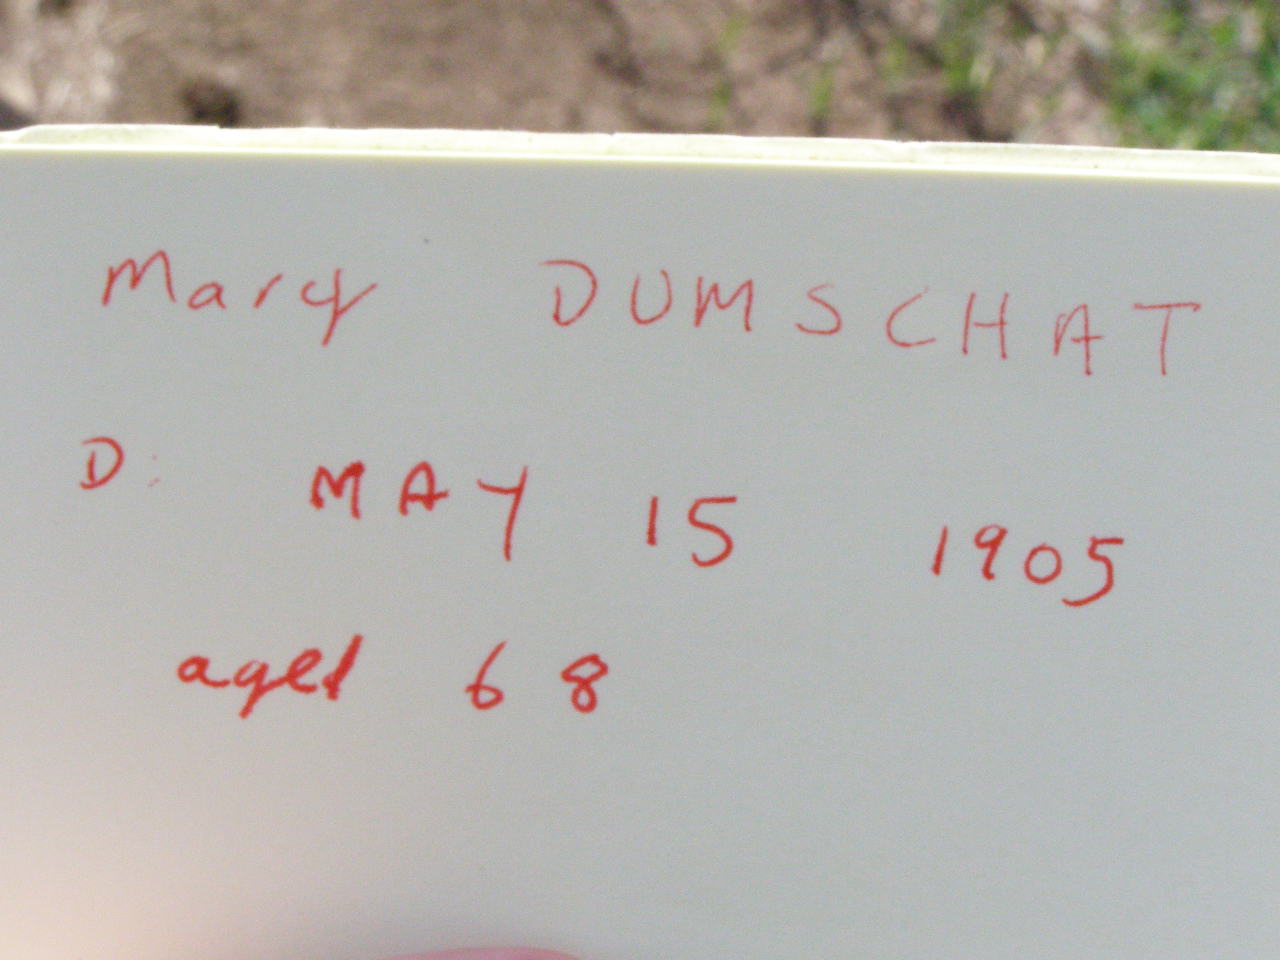 Mary DUMSCHAT
D: MAY 15 1905
aged 68